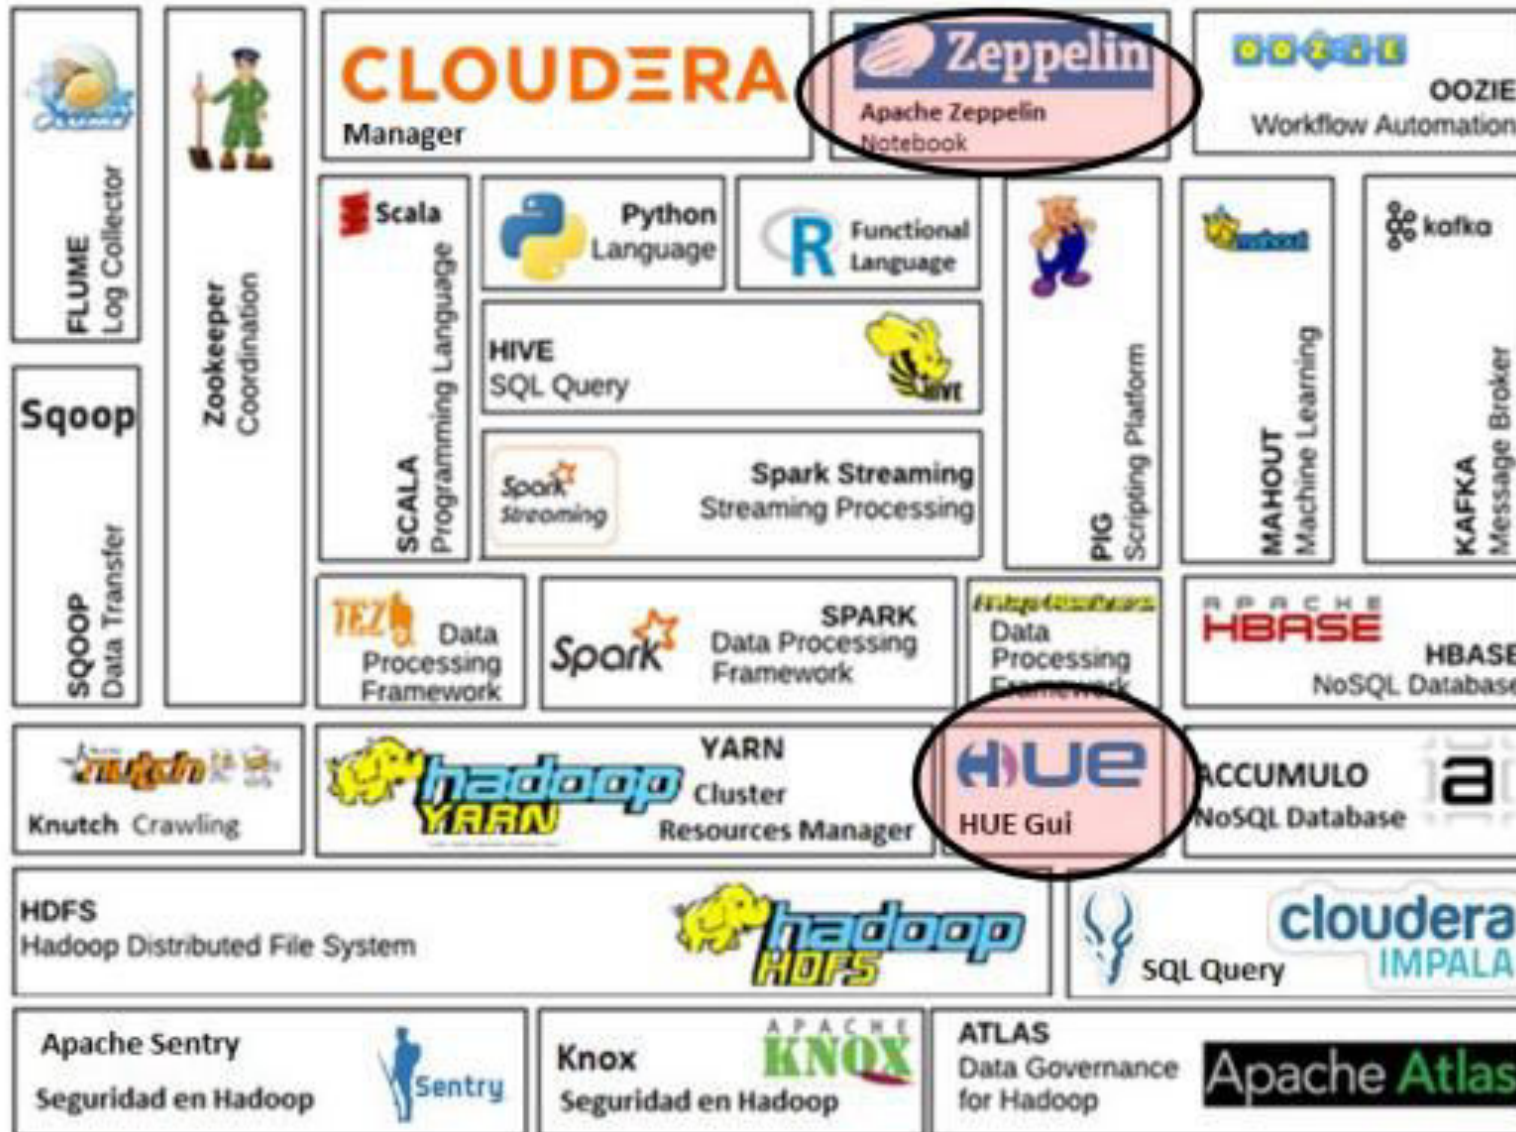 FLUME
Log Collector
Zookeeper
Coordination
CLOUDERA
Manager
Zeppelin
Apache Zeppelin
Notebook
OOZIE
OOZIE
Workflow Automation
Scala
SCALA
Programming Language
Python
Language
R
Functional
Language
HIVE
SQL Query
HIVE
Spark
Streaming
Spark Streaming
Streaming Processing
PIG
Scripting Platform
mahout
MAHOUT
Machine Learning
kafka
KAFKA
Message Broker
Sqoop
SQOOP
Data Transfer
TEZ
Data
Processing
Framework
Spark
SPARK
Data Processing
Framework
Data
Processing
Framework
APACHE
HBASE
HBASE
NoSQL Database
nutch
Knutch Crawling
hadoop
YARN
YARN
Cluster
Resources Manager
HUE
HUE Gui
ACCUMULO
NoSQL Database
a
HDFS
Hadoop Distributed File System
hadoop
HDFS
SQL Query
cloudera
IMPALA
Apache Sentry
Seguridad en Hadoop
Sentry
Knox
Seguridad en Hadoop
APACHE
KNOX
ATLAS
Data Governance
for Hadoop
Apache Atlas